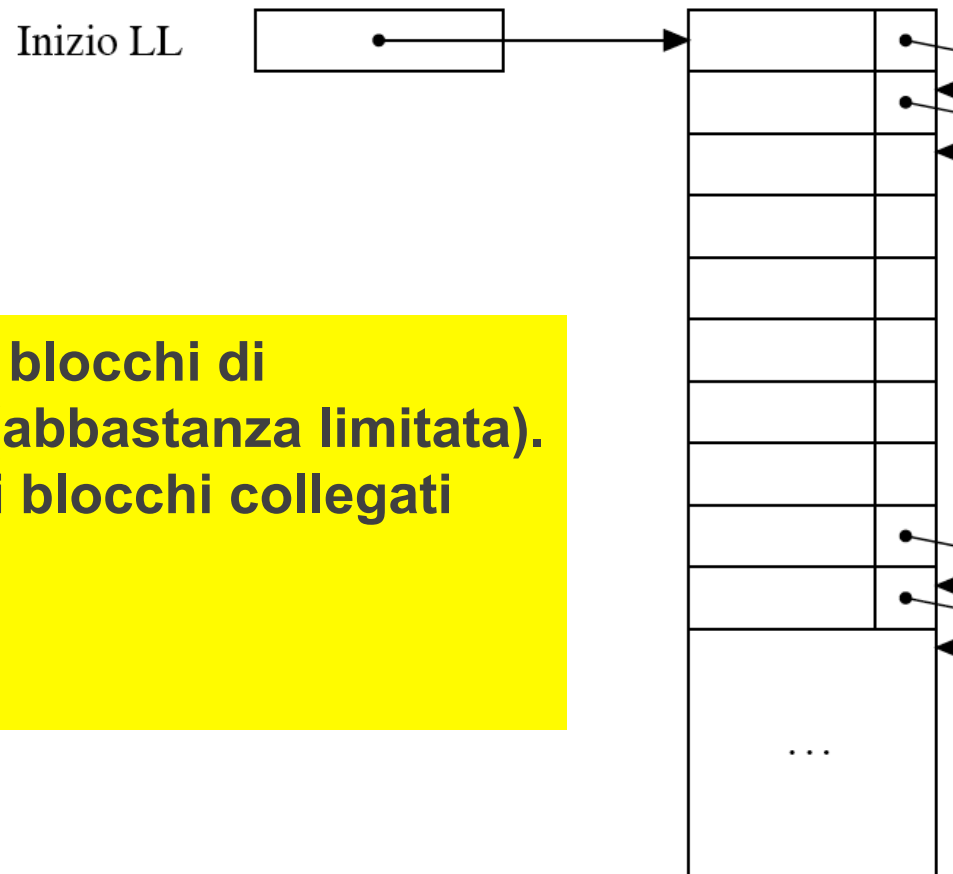 Inizio LL
blocchi di
abbastanza limitata).
i blocchi collegati
...